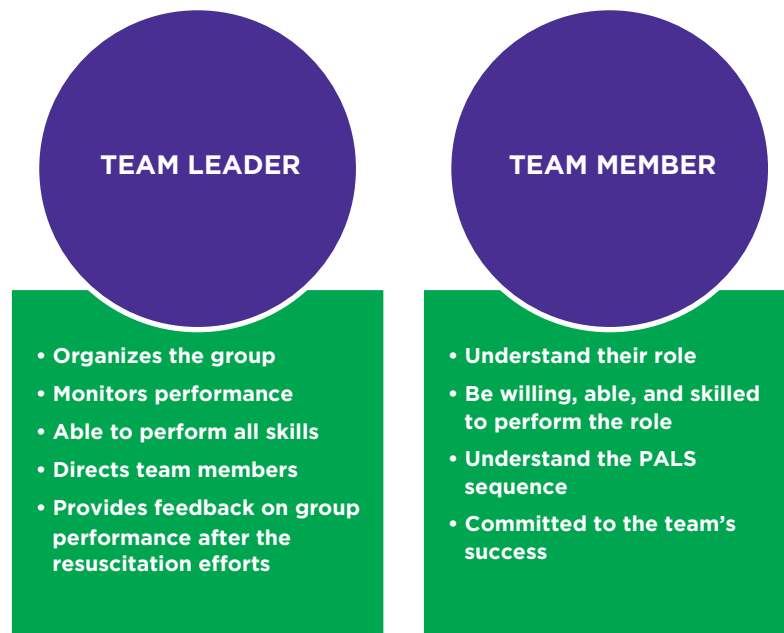 TEAM LEADER
• Organizes the group
• Monitors performance
• Able to perform all skills
• Directs team members
• Provides feedback on group
performance after the
resuscitation efforts
TEAM MEMBER
• Understand their role
• Be willing, able, and skilled
to perform the role
• Understand the PALS
sequence
• Committed to the team’s
success